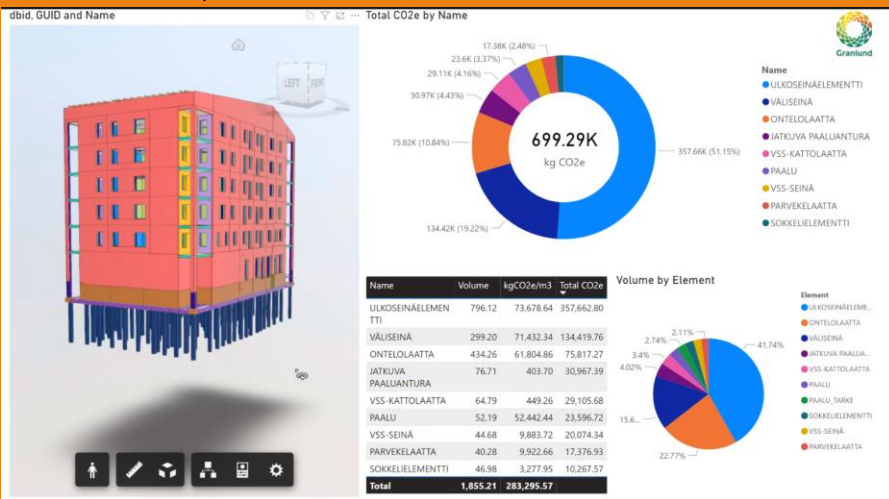 dbid, GUID and Name
LEFT
FRONT
Total CO2e by Name
Granlund
17.38K (2.48%)
23.6K (3.37%)
29.11K (4.16%)
30.97K (4.43%)
75.82K (10.84%)
134.42K (19.22%)
357.66K (51.15%)
699.29K
kg CO2e
Name
ULKOSEINÄELEMENTTI
VÄLISEINÄ
ONTELOLAATTA
JATKUVA PAALUANTURA
VSS-KATTOLAATTA
PAALU
VSS-SEINÄ
PARVEKELAATTA
SOKKELIELEMENTTI
Name Volume kgCO2e/m3 Total CO2e
ULKOSEINÄELEMEN
TTI 796.12 73,678.64 357,662.80
VÄLISEINÄ 299.20 71,432.34 134,419.76
ONTELOLAATTA 434.26 61,804.86 75,817.27
JATKUVA
PAALUANTURA 76.71 403.70 30,967.39
VSS-KATTOLAATTA 64.79 449.26 29,105.68
PAALU 52.19 52,442.44 23,596.72
VSS-SEINÄ 44.68 9,883.72 20,074.34
PARVEKELAATTA 40.28 9,922.66 17,376.93
SOKKELIELEMENTTI 46.98 3,277.95 10,267.57
Total 1,855.21 283,295.57
Volume by Element
2.11%
2.74%
3.4%
4.02%
15.6...
22.77%
41.74%
Element
ULKOSEINÄELEME...
ONTELOLAATTA
VÄLISEINÄ
JATKUVA PAALUA...
VSS-KATTOLAATTA
PAALU
PAALU_TARKE
SOKKELIELEMENTTI
VSS-SEINÄ
PARVEKELAATTA